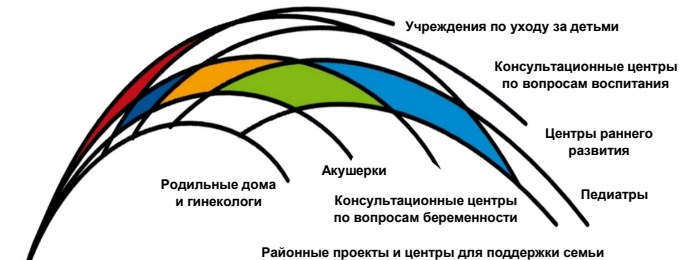 Учреждения по уходу за детьми
Консультационные центры
по вопросам воспитания
Центры раннего
развития
Акушерки
Родильные дома
и гинекологи
Педиатры
Консультационные центры
по вопросам беременности
Районные проекты и центры для поддержки семьи